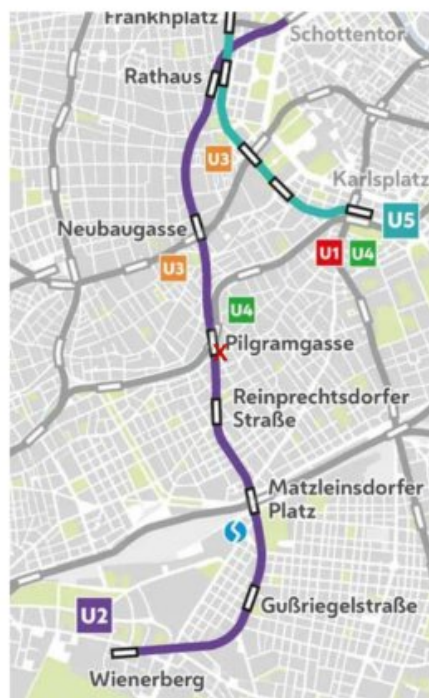 Frankhplatz
Schottentor
Rathaus
U3
Karlsplatz
U5
Neubaugasse
U1
U4
U3
U4
Pilgramgasse
Reinprechtsdorfer
Straße
Matzleinsdorfer
Platz
U2
Gußriegelstraße
Wienerberg